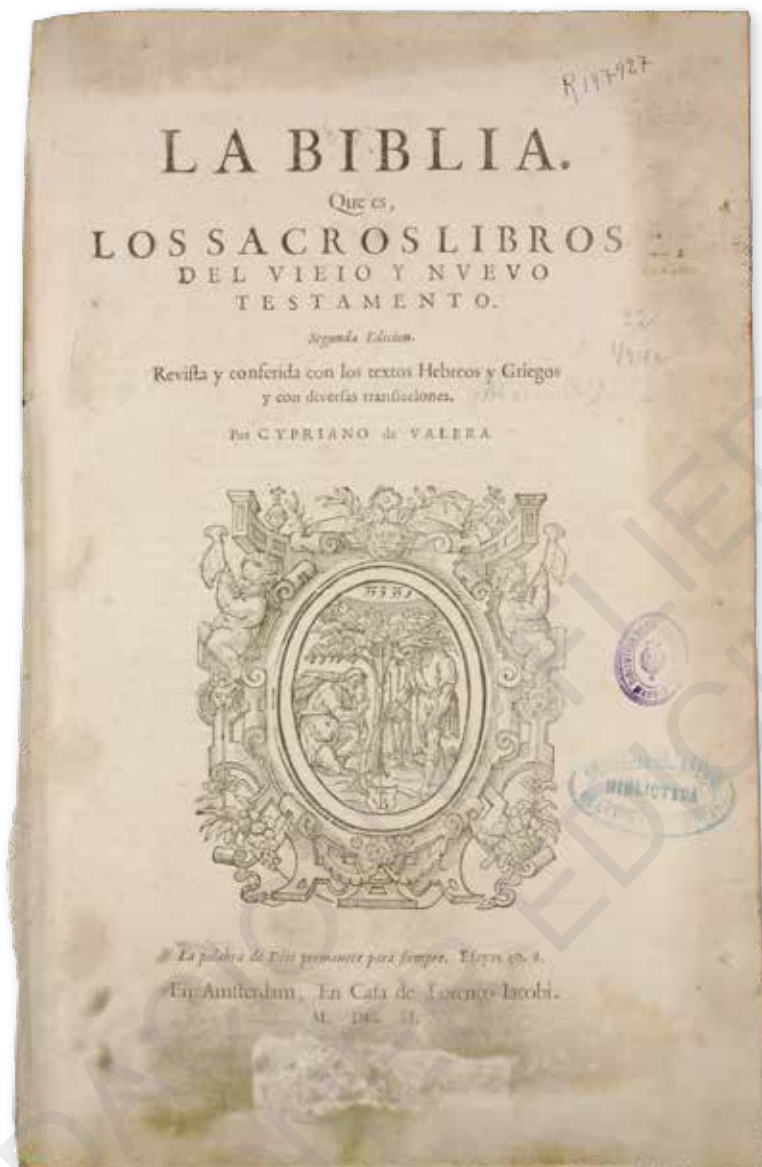 R 197927
LA BIBLIA.
Que es,
LOS SACROS LIBROS
DEL VIEIO Y NVEVO
TESTAMENTO.
Segunda Edicion.
Reviſta y conferida con los textos Hebreos y Griegos
y con diverſas tranſlaciones.
Por CYPRIANO de VALERA.
La palabra de Dios permanece para ſiempre. Eſayas 40. 8.
En Amſterdam, En Caſa de Lorenço Iacobi.
M. DC. II.
BIBLIOTECA